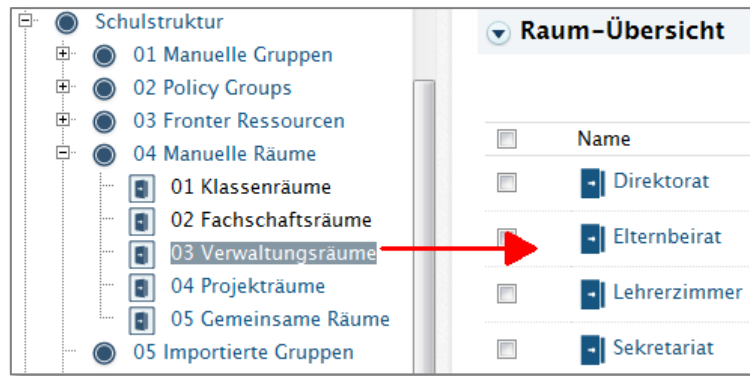 Schulstruktur
01 Manuelle Gruppen
02 Policy Groups
03 Fronter Ressourcen
04 Manuelle Räume
01 Klassenräume
02 Fachschaftsräume
03 Verwaltungsräume
04 Projekträume
05 Gemeinsame Räume
05 Importierte Gruppen
Raum-Übersicht
Name
Direktorat
Elternbeirat
Lehrerzimmer
Sekretariat